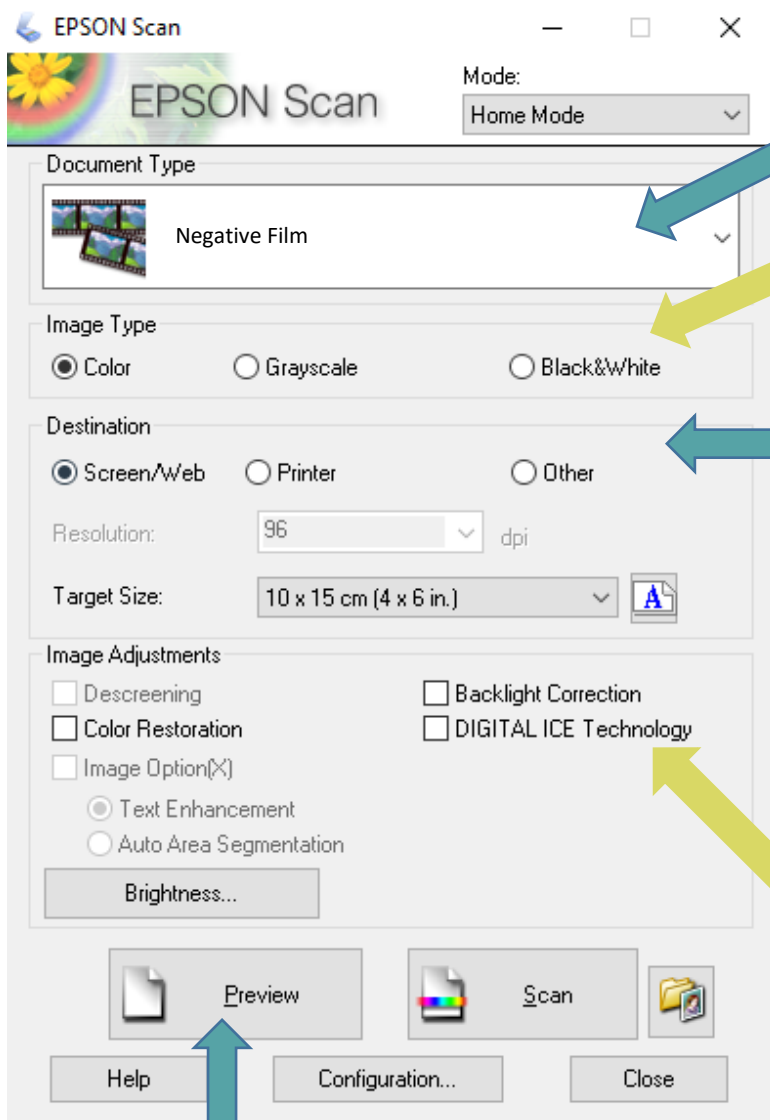 EPSON Scan
EPSON Scan
Mode:
Home Mode
Document Type
Negative Film
Image Type
Color Grayscale Black&White
Destination
Screen/Web Printer Other
Resolution: 96 dpi
Target Size: 10 x 15 cm (4 x 6 in.) A
Image Adjustments
Descreening Backlight Correction
Color Restoration DIGITAL ICE Technology
Image Option(X)
Text Enhancement
Auto Area Segmentation
Brightness...
Preview Scan
Help Configuration... Close